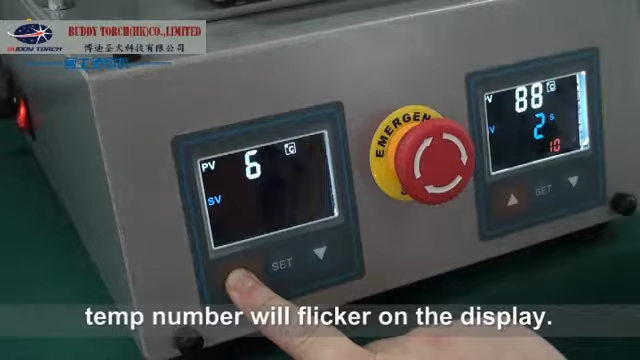 BUDDY TORCH(HK)CO.,LIMITED
博迪圣火科技有限公司
BUDDY TORCH
PV 6 °C
SV
SET
EMERGEN
V 88 °C
V 2 s
10
SET
temp number will flicker on the display.